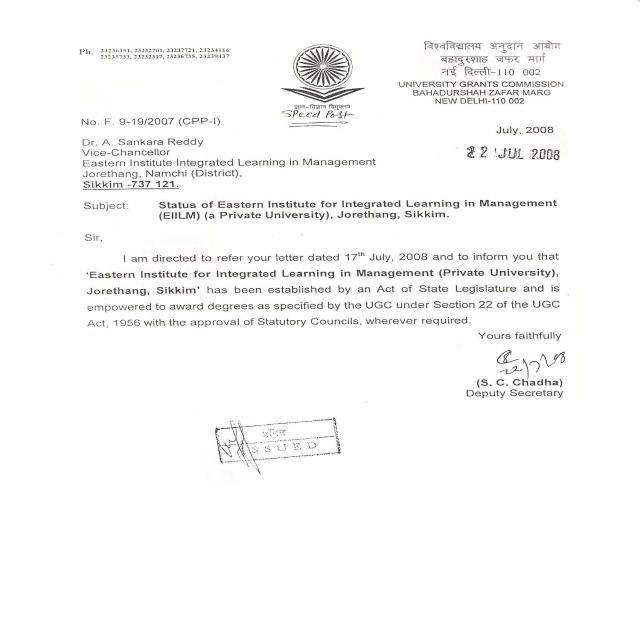 Ph. 23236351, 23232701, 23237721, 23234116
23235733, 23232317, 23236735, 23239437
विश्वविद्यालय अनुदान आयोग
बहादुरशाह जफर मार्ग
नई दिल्ली-110 002
UNIVERSITY GRANTS COMMISSION
BAHADURSHAH ZAFAR MARG
NEW DELHI-110 002
ज्ञान-विज्ञान विमुक्तये
Speed Post
No. F. 9-19/2007 (CPP-I)
July, 2008
22 JUL 2008
Dr. A. Sankara Reddy
Vice-Chancellor
Eastern Institute Integrated Learning in Management
Jorethang, Namchi (District),
Sikkim -737 121.
Subject: Status of Eastern Institute for Integrated Learning in Management
(EIILM) (a Private University), Jorethang, Sikkim.
Sir,
I am directed to refer your letter dated 17th July, 2008 and to inform you that
'Eastern Institute for Integrated Learning in Management (Private University),
Jorethang, Sikkim' has been established by an Act of State Legislature and is
empowered to award degrees as specified by the UGC under Section 22 of the UGC
Act, 1956 with the approval of Statutory Councils, wherever required.
Yours faithfully
22/7/08
(S. C. Chadha)
Deputy Secretary
ISSUED